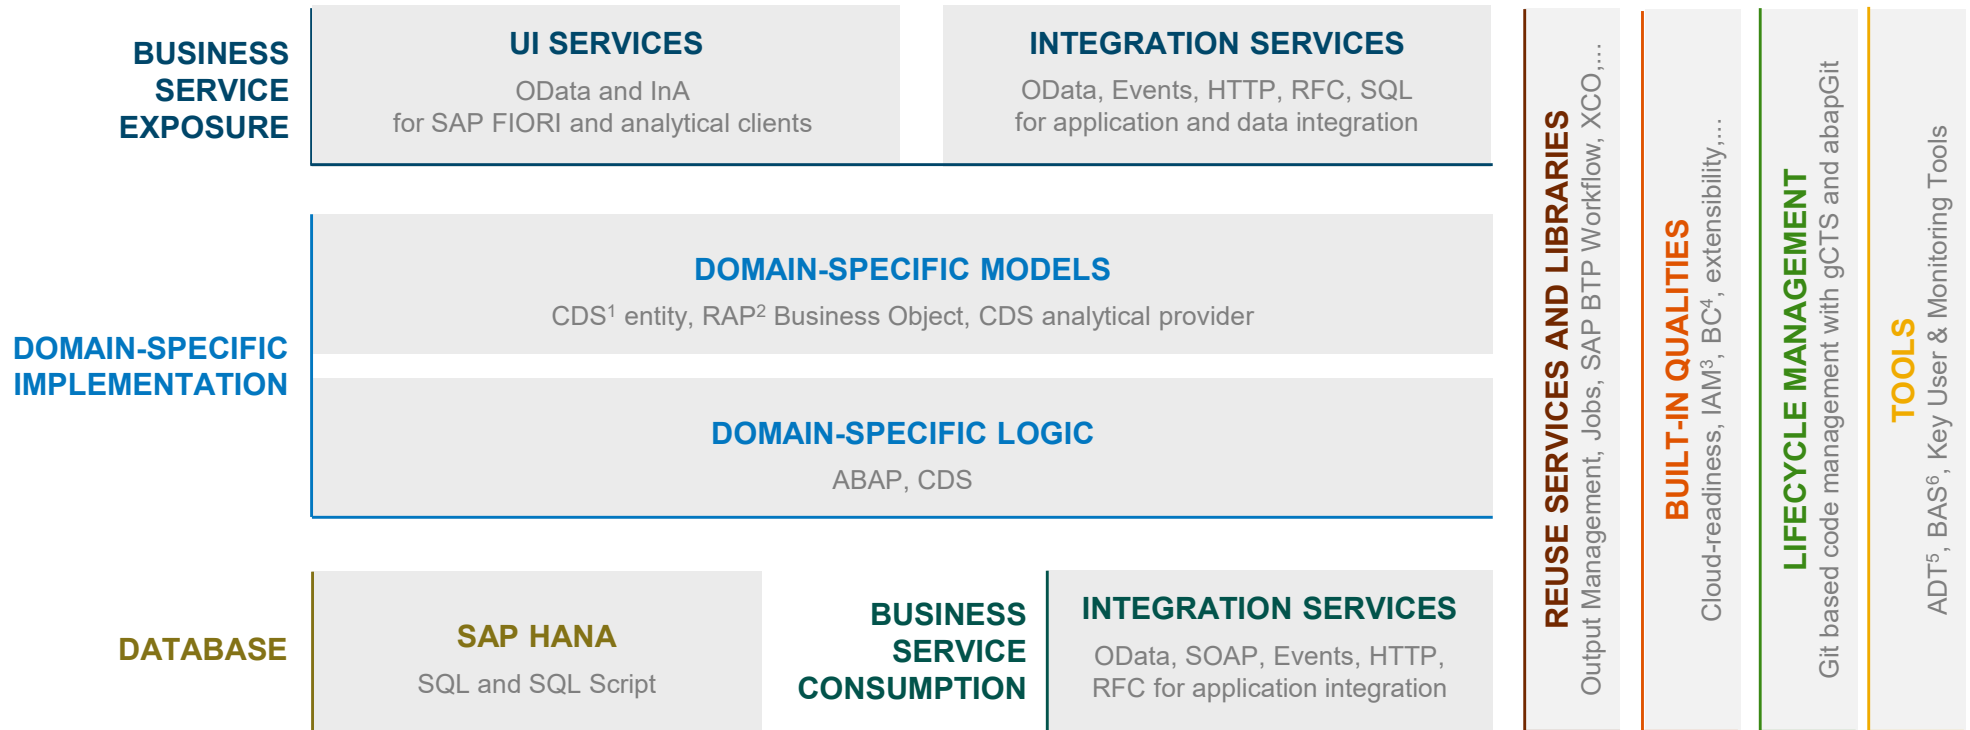 BUSINESS
SERVICE
EXPOSURE
UI SERVICES
OData and InA
for SAP FIORI and analytical clients
INTEGRATION SERVICES
OData, Events, HTTP, RFC, SQL
for application and data integration
DOMAIN-SPECIFIC
IMPLEMENTATION
DOMAIN-SPECIFIC MODELS
CDS¹ entity, RAP² Business Object, CDS analytical provider
DOMAIN-SPECIFIC LOGIC
ABAP, CDS
DATABASE
SAP HANA
SQL and SQL Script
BUSINESS
SERVICE
CONSUMPTION
INTEGRATION SERVICES
OData, SOAP, Events, HTTP,
RFC for application integration
REUSE SERVICES AND LIBRARIES
Output Management, Jobs, SAP BTP Workflow, XCO,...
BUILT-IN QUALITIES
Cloud-readiness, IAM³, BC⁴, extensibility,...
LIFECYCLE MANAGEMENT
Git based code management with gCTS and abapGit
TOOLS
ADT⁵, BAS⁶, Key User & Monitoring Tools